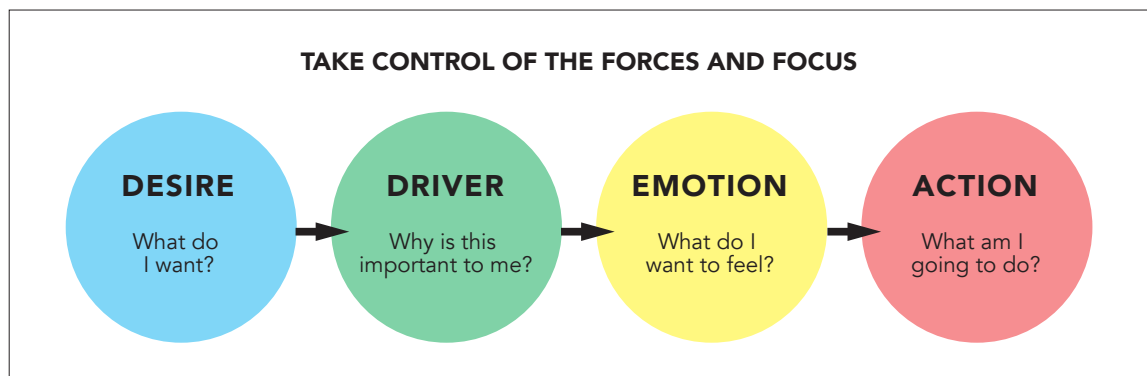 TAKE CONTROL OF THE FORCES AND FOCUS
DESIRE
What do
I want?
DRIVER
Why is this
important to me?
EMOTION
What do I
want to feel?
ACTION
What am I
going to do?